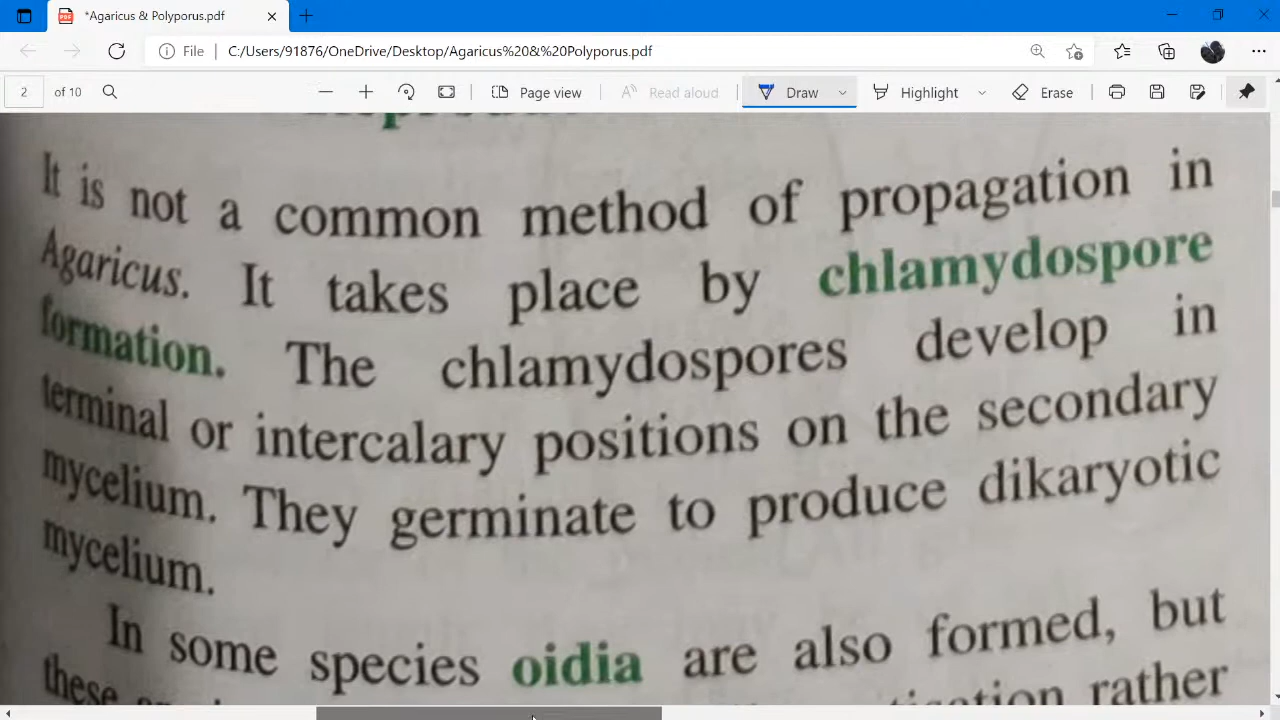 *Agaricus & Polyporus.pdf
File C:/Users/91876/OneDrive/Desktop/Agaricus%20&%20Polyporus.pdf
2 of 10 Page view Read aloud Draw Highlight Erase
It is not a common method of propagation in
Agaricus. It takes place by chlamydospore
formation. The chlamydospores develop in
terminal or intercalary positions on the secondary
mycelium. They germinate to produce dikaryotic
mycelium.
In some species oidia are also formed, but
these rather